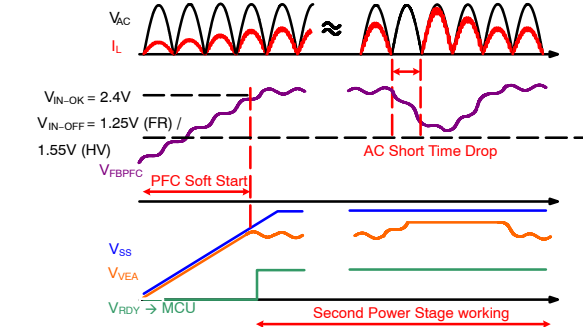 VAC
IL
VIN-OK = 2.4V
VIN-OFF = 1.25V (FR) /
1.55V (HV)
AC Short Time Drop
VFBPFC
PFC Soft Start
VSS
VVEA
VRDY → MCU
Second Power Stage working